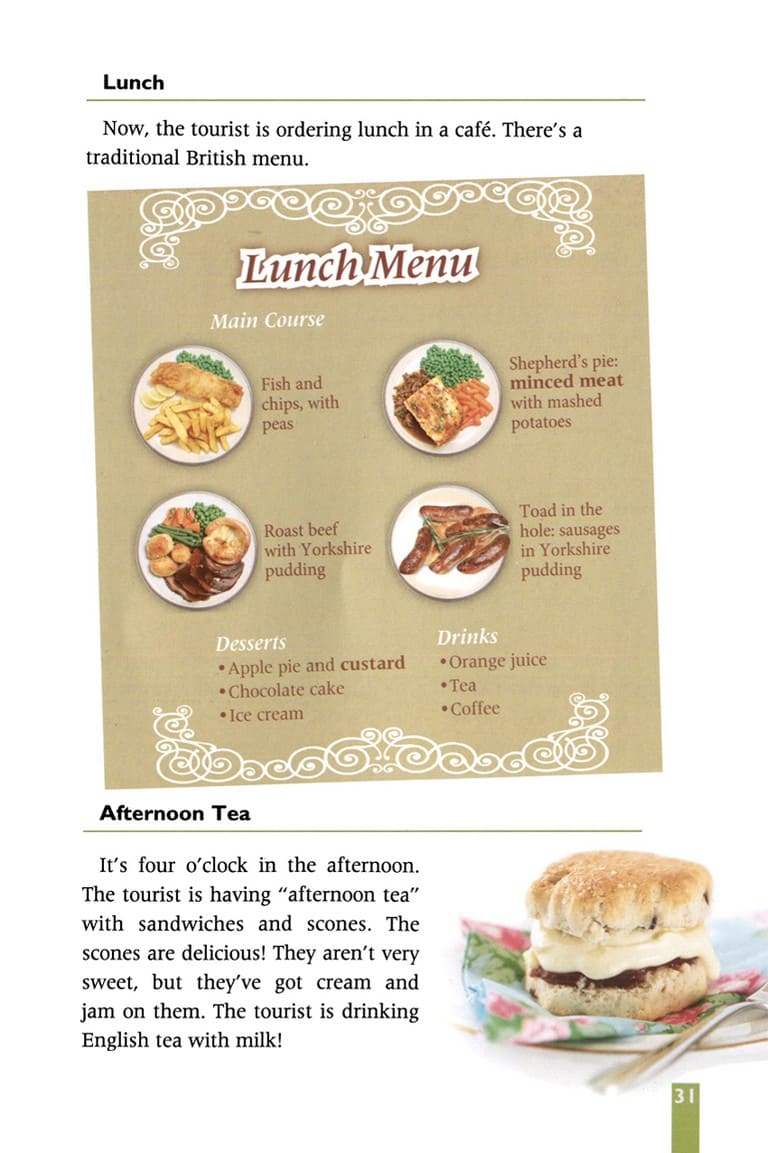 Lunch
Now, the tourist is ordering lunch in a café. There's a
traditional British menu.
Lunch Menu
Main Course
Fish and
chips, with
peas
Shepherd's pie:
minced meat
with mashed
potatoes
Roast beef
with Yorkshire
pudding
Toad in the
hole: sausages
in Yorkshire
pudding
Desserts
•Apple pie and custard
•Chocolate cake
•Ice cream
Drinks
•Orange juice
•Tea
•Coffee
Afternoon Tea
It's four o'clock in the afternoon.
The tourist is having “afternoon tea”
with sandwiches and scones. The
scones are delicious! They aren't very
sweet, but they've got cream and
jam on them. The tourist is drinking
English tea with milk!
31